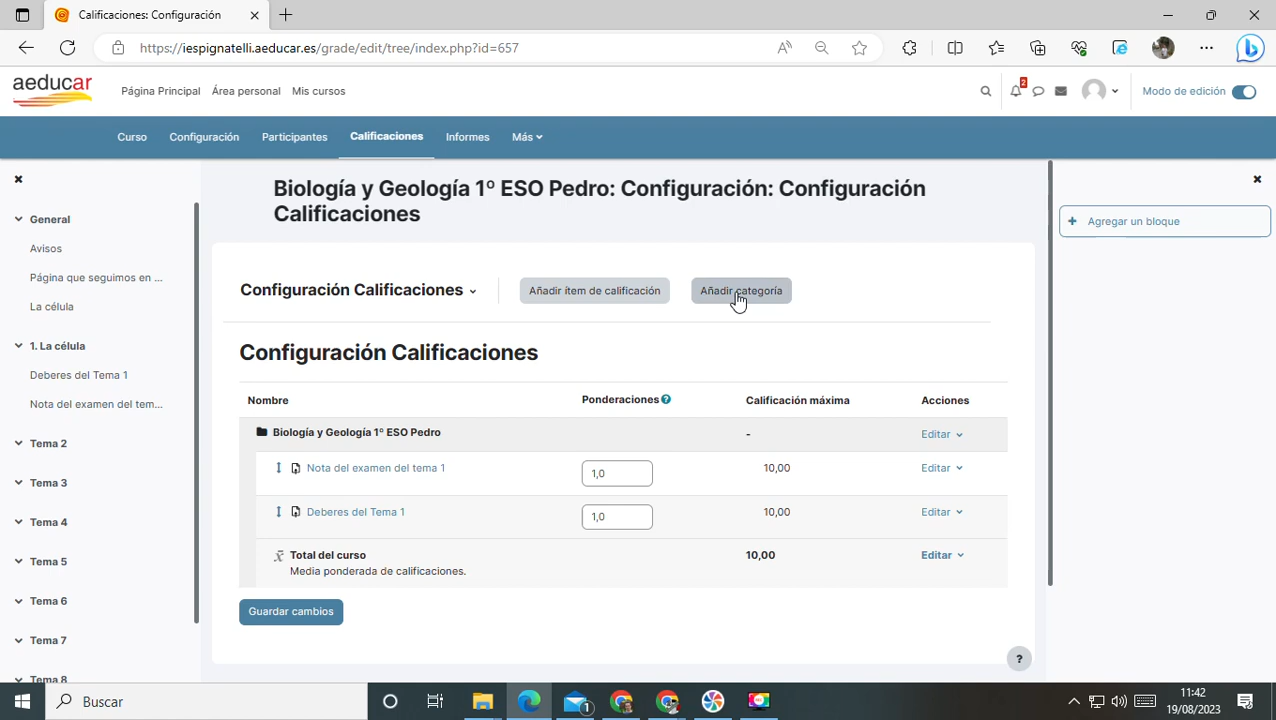 Calificaciones: Configuración
https://iespignatelli.aeducar.es/grade/edit/tree/index.php?id=657
aeducar
Página Principal Área personal Mis cursos
2
Modo de edición
Curso Configuración Participantes Calificaciones Informes Más
Biología y Geología 1º ESO Pedro: Configuración: Configuración
Calificaciones
General
Avisos
Página que seguimos en ...
La célula
1. La célula
Deberes del Tema 1
Nota del examen del tem...
Tema 2
Tema 3
Tema 4
Tema 5
Tema 6
Tema 7
Tema 8
Configuración Calificaciones
Añadir ítem de calificación
Añadir categoría
Configuración Calificaciones
Nombre Ponderaciones ? Calificación máxima Acciones
Biología y Geología 1º ESO Pedro - Editar
Nota del examen del tema 1 1,0 10,00 Editar
Deberes del Tema 1 1,0 10,00 Editar
Total del curso 10,00 Editar
Media ponderada de calificaciones.
Guardar cambios
?
+ Agregar un bloque
Buscar
1
11:42
19/08/2023